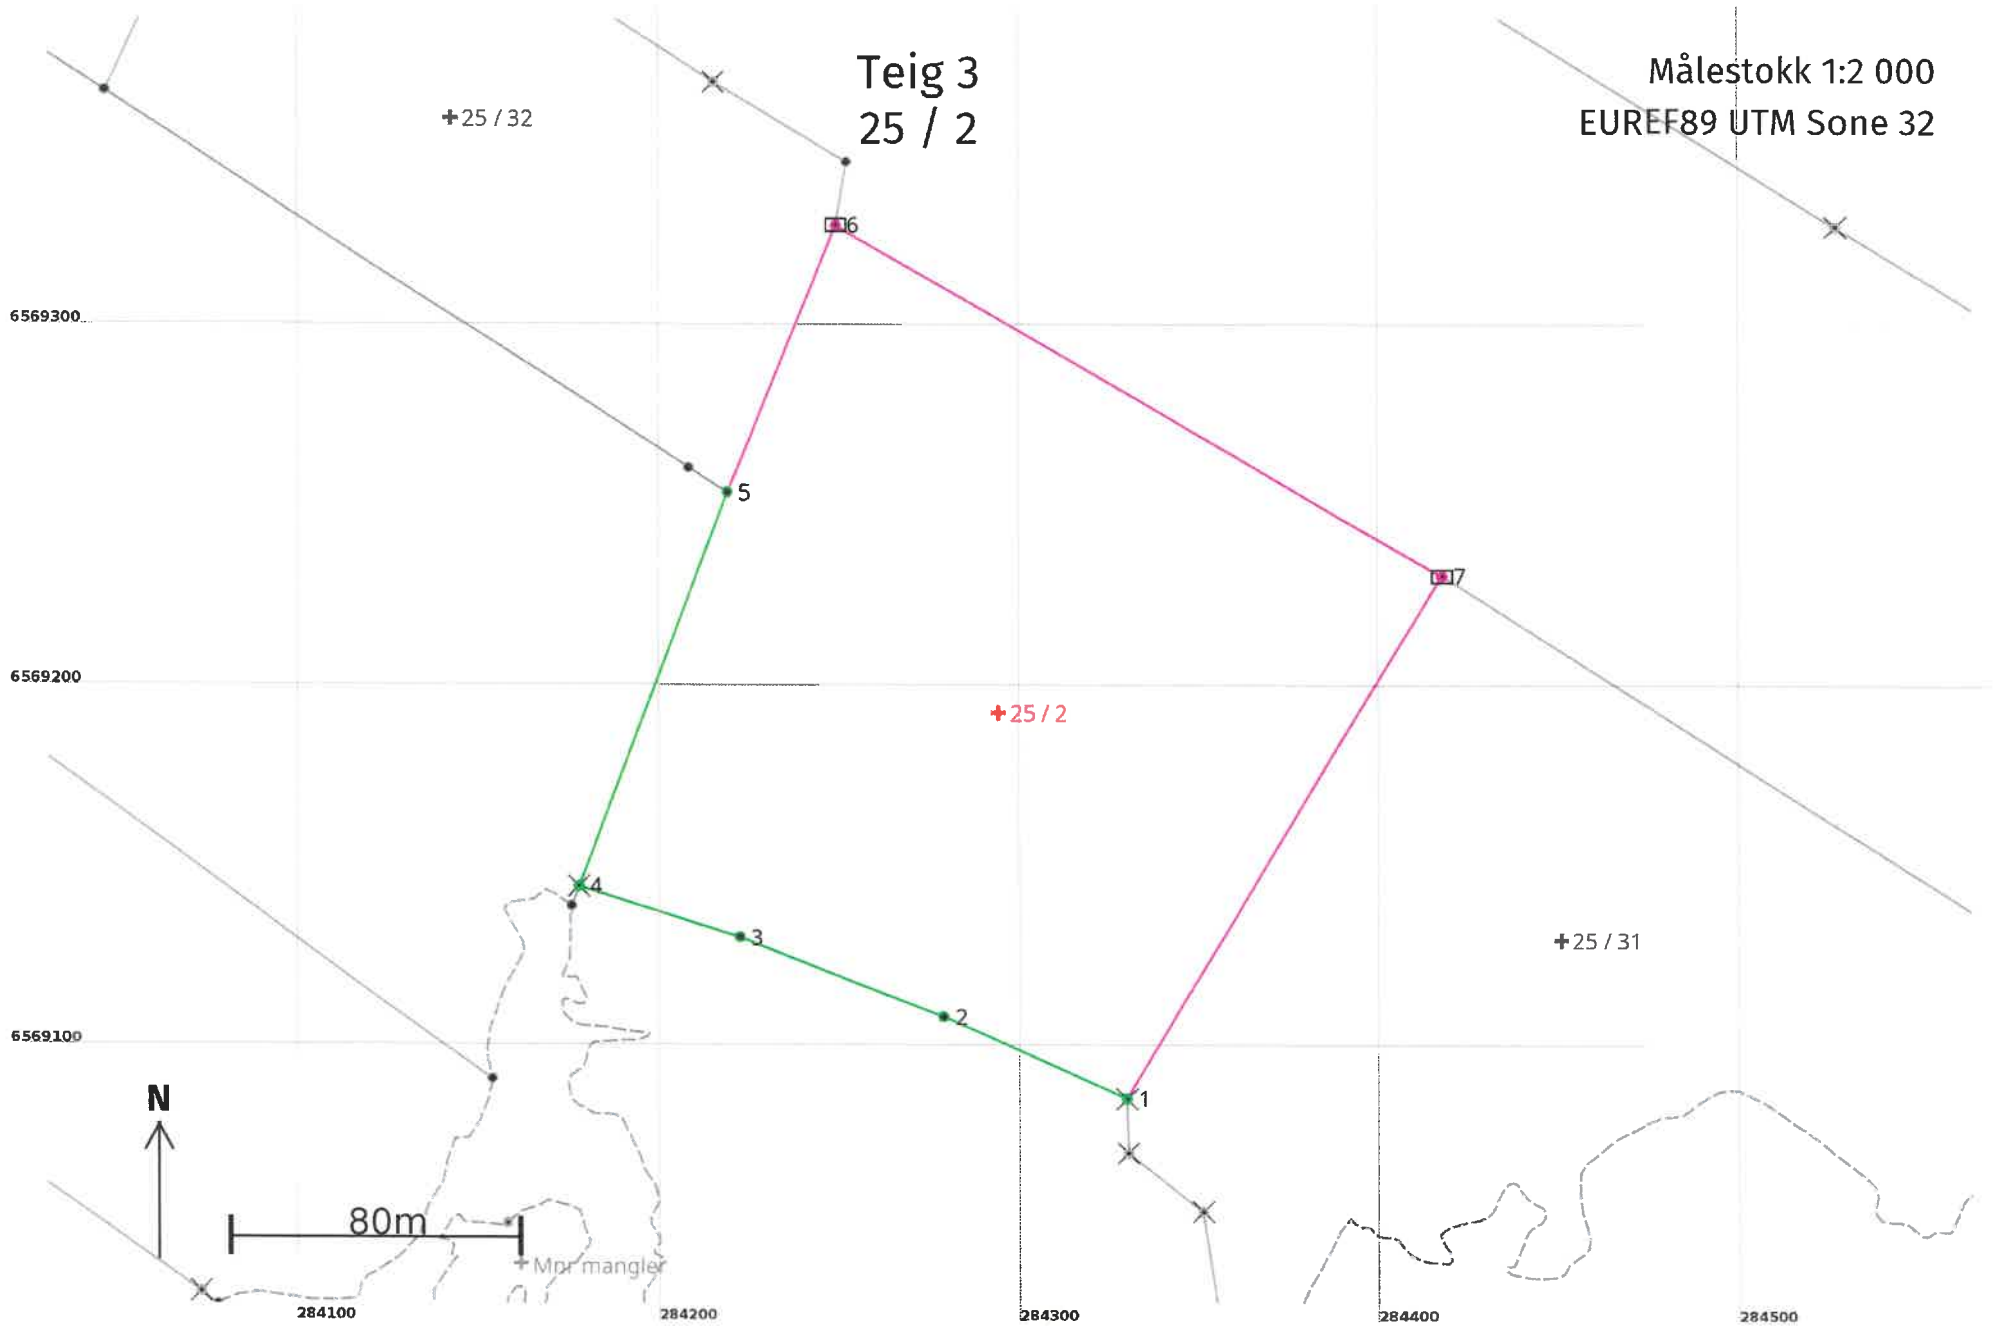 Teig 3
25 / 2
Målestokk 1:2 000
EUREF89 UTM Sone 32
25 / 32
6
6569300
5
7
6569200
25 / 2
4
3
25 / 31
2
6569100
1
N
80m
Mnr mangler
284100
284200
284300
284400
284500